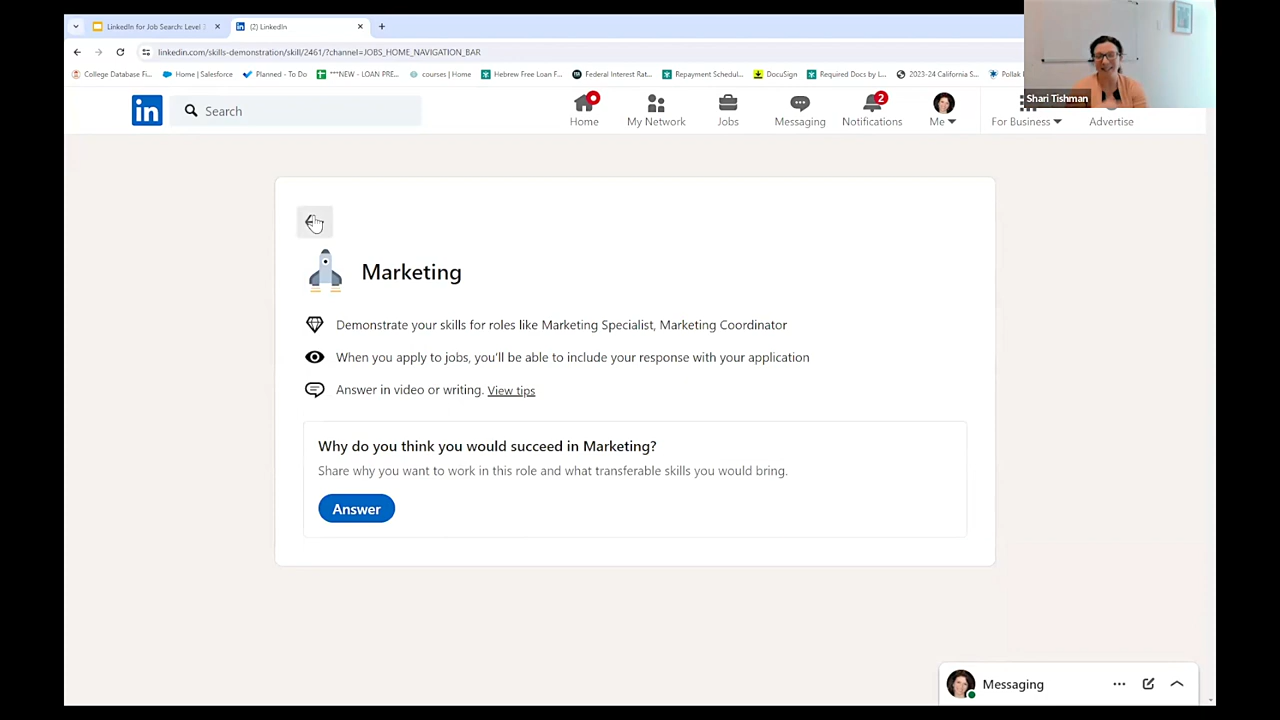 LinkedIn for Job Search: Level
(2) LinkedIn
linkedin.com/skills-demonstration/skill/2461/?channel=JOBS_HOME_NAVIGATION_BAR
College Database Fi...
Home | Salesforce
Planned - To Do
***NEW - LOAN PRE...
courses | Home
Hebrew Free Loan F...
Federal Interest Rat...
Repayment Schedul...
DocuSign
Required Docs by L...
2023-24 California S...
Pollak
Shari Tishman
in
Search
Home
My Network
Jobs
Messaging
2
Notifications
Me
For Business
Advertise
Marketing
Demonstrate your skills for roles like Marketing Specialist, Marketing Coordinator
When you apply to jobs, you'll be able to include your response with your application
Answer in video or writing. View tips
Why do you think you would succeed in Marketing?
Share why you want to work in this role and what transferable skills you would bring.
Answer
Messaging